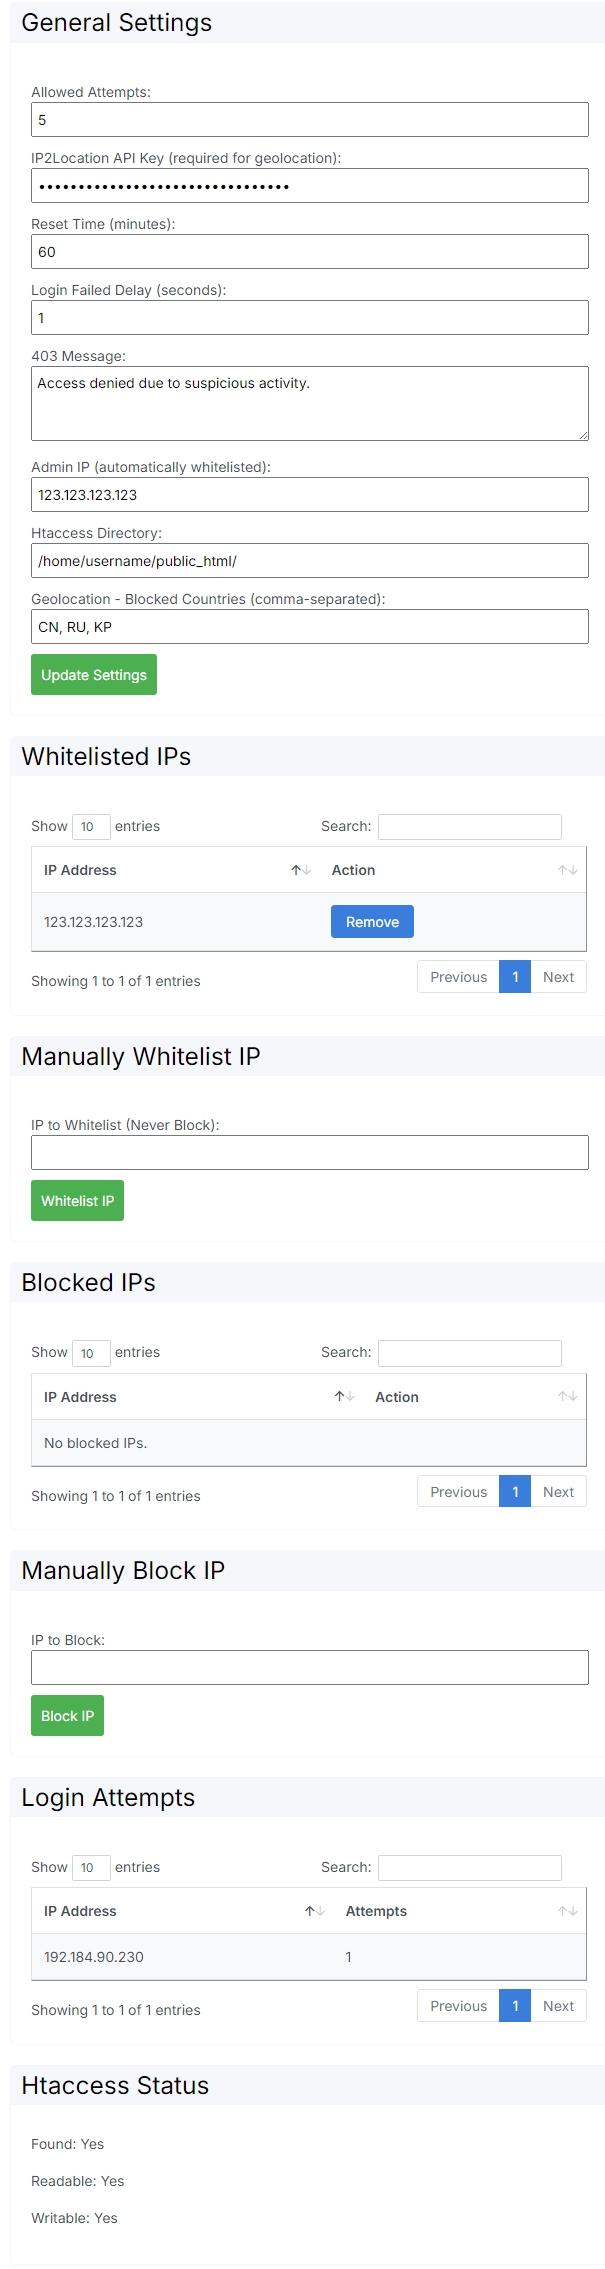 General Settings
Allowed Attempts:
5
IP2Location API Key (required for geolocation):
••••••••••••••••••••••••••••••••
Reset Time (minutes):
60
Login Failed Delay (seconds):
1
403 Message:
Access denied due to suspicious activity.
Admin IP (automatically whitelisted):
123.123.123.123
Htaccess Directory:
/home/username/public_html/
Geolocation - Blocked Countries (comma-separated):
CN, RU, KP
Update Settings
Whitelisted IPs
Show 10 entries Search:
IP Address ↑↓ Action ↑↓
123.123.123.123 Remove
Showing 1 to 1 of 1 entries Previous 1 Next
Manually Whitelist IP
IP to Whitelist (Never Block):
Whitelist IP
Blocked IPs
Show 10 entries Search:
IP Address ↑↓ Action ↑↓
No blocked IPs.
Showing 1 to 1 of 1 entries Previous 1 Next
Manually Block IP
IP to Block:
Block IP
Login Attempts
Show 10 entries Search:
IP Address ↑↓ Attempts ↑↓
192.184.90.230 1
Showing 1 to 1 of 1 entries Previous 1 Next
Htaccess Status
Found: Yes
Readable: Yes
Writable: Yes